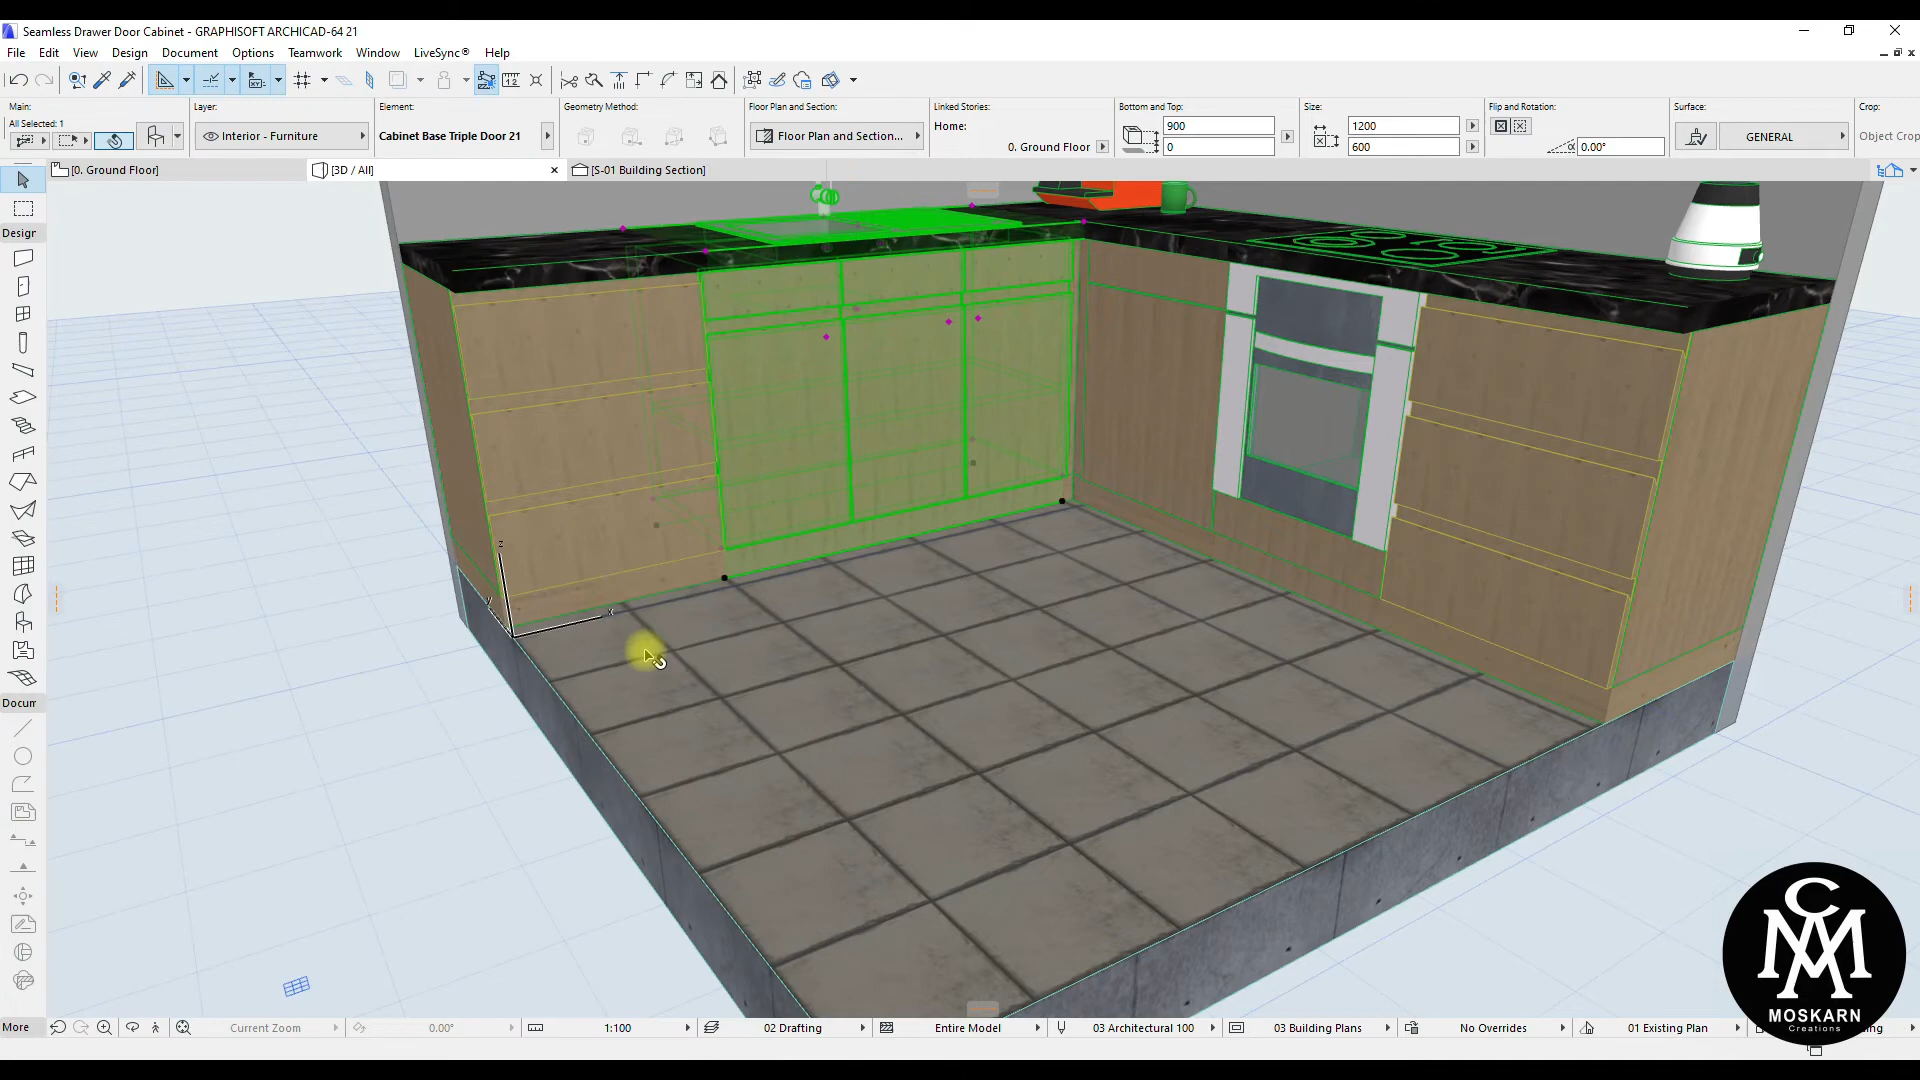 Seamless Drawer Door Cabinet - GRAPHISOFT ARCHICAD-64 21
File Edit View Design Document Options Teamwork Window LiveSync® Help
Main: Layer: Element: Geometry Method: Floor Plan and Section: Linked Stories: Bottom and Top: Size: Flip and Rotation: Surface: Crop:
All Selected: 1
Interior - Furniture Cabinet Base Triple Door 21 Floor Plan and Section... Home: 900 1200 GENERAL Object Crop
0. Ground Floor 0 600 0.00°
[0. Ground Floor] [3D / All] [S-01 Building Section]
Design
z
y
x
Docum
CMA
MOSKARN
Creations
More Current Zoom 0.00° 1:100 02 Drafting Entire Model 03 Architectural 100 03 Building Plans No Overrides 01 Existing Plan